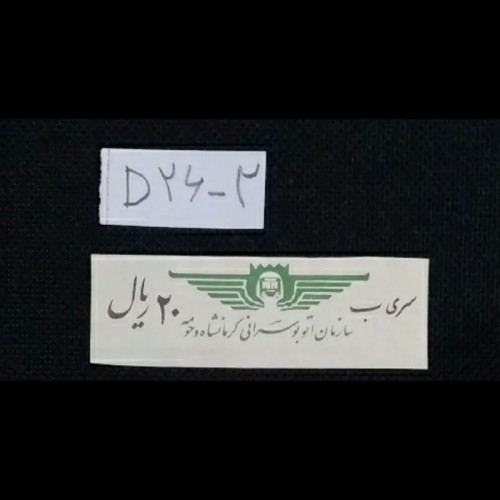 D۲۶-۲
سری ب
۲۰ ریال
سازمان اتوبوسرانی کرمانشاه و حومه